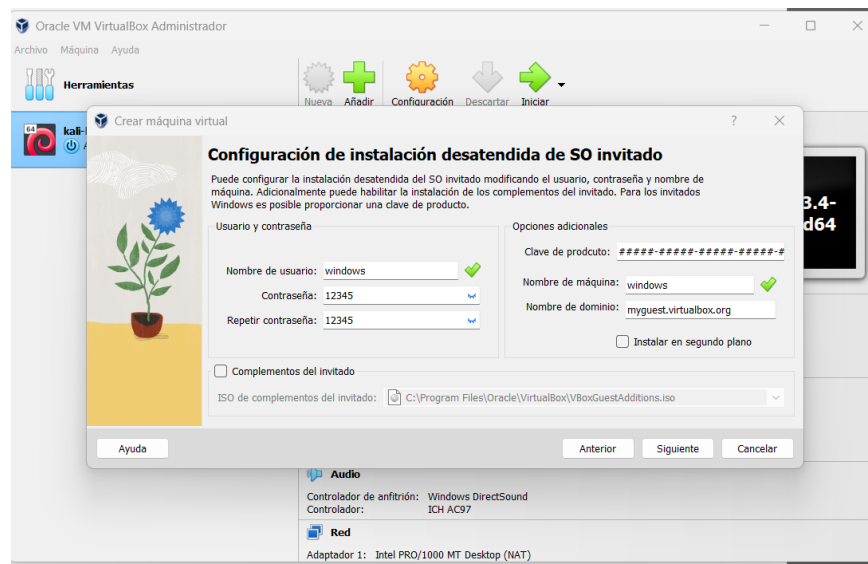 Oracle VM VirtualBox Administrador
Archivo Máquina Ayuda
Herramientas
Nueva Añadir Configuración Descartar Iniciar
64
kali-
Crear máquina virtual
Configuración de instalación desatendida de SO invitado
Puede configurar la instalación desatendida del SO invitado modificando el usuario, contraseña y nombre de
máquina. Adicionalmente puede habilitar la instalación de los complementos del invitado. Para los invitados
Windows es posible proporcionar una clave de producto.
3.4-
d64
Usuario y contraseña
Nombre de usuario: windows
Contraseña: 12345
Repetir contraseña: 12345
Opciones adicionales
Clave de prodcuto: #####-#####-#####-#####-#
Nombre de máquina: windows
Nombre de dominio: myguest.virtualbox.org
Instalar en segundo plano
Complementos del invitado
ISO de complementos del invitado: C:\Program Files\Oracle\VirtualBox\VBoxGuestAdditions.iso
Ayuda Anterior Siguiente Cancelar
Audio
Controlador de anfitrión: Windows DirectSound
Controlador: ICH AC97
Red
Adaptador 1: Intel PRO/1000 MT Desktop (NAT)